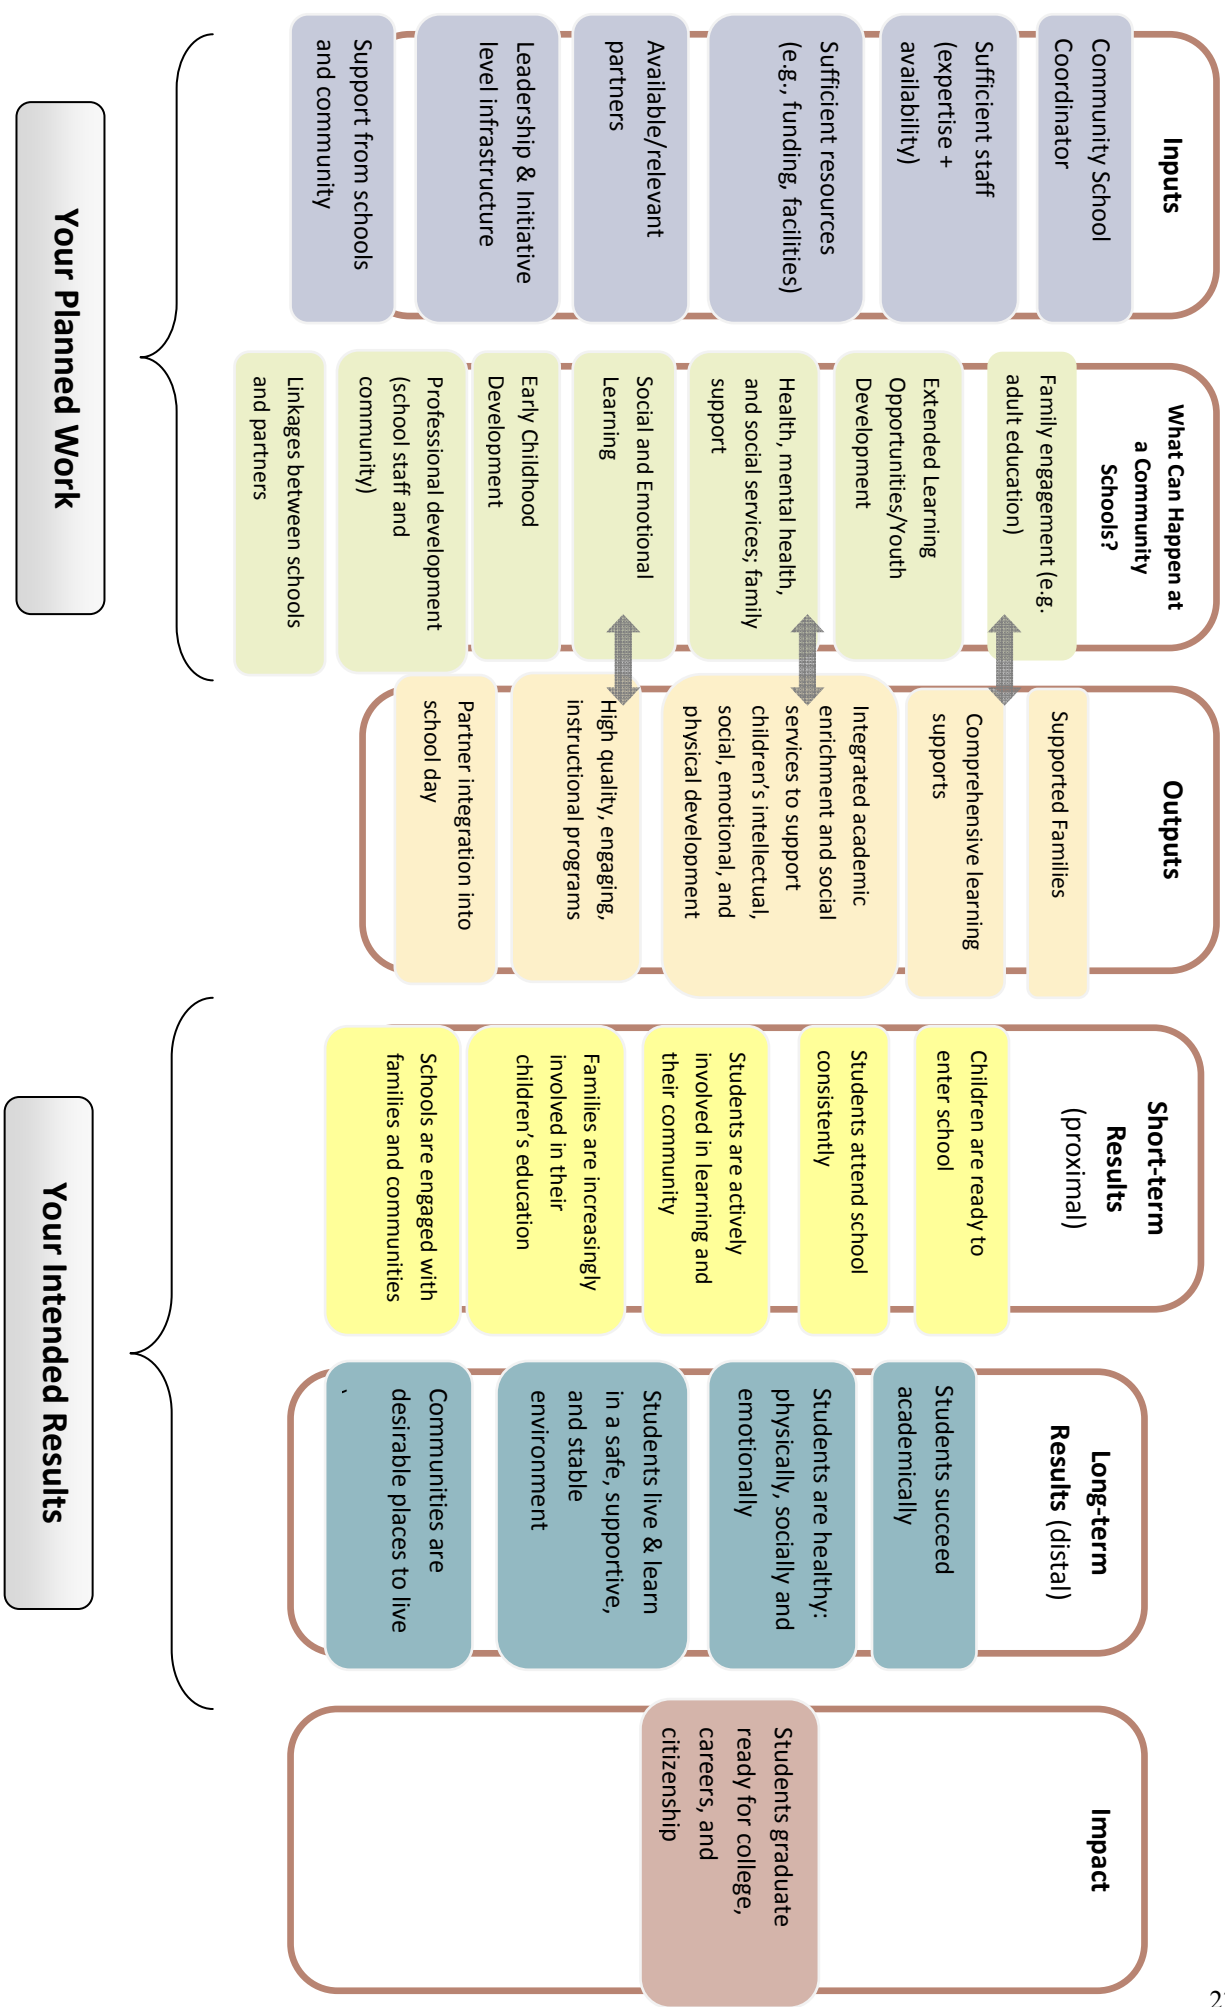 Inputs
Community School
Coordinator
Sufficient staff
(expertise +
availability)
Sufficient resources
(e.g., funding, facilities)
Available/relevant
partners
Leadership & Initiative
level infrastructure
Support from schools
and community
What Can Happen at
a Community
Schools?
Family engagement (e.g.
adult education)
Extended Learning
Opportunities/Youth
Development
Health, mental health,
and social services; family
support
Social and Emotional
Learning
Early Childhood
Development
Professional development
(school staff and
community)
Linkages between schools
and partners
Outputs
Supported Families
Comprehensive learning
supports
Integrated academic
enrichment and social
services to support
children’s intellectual,
social, emotional, and
physical development
High quality, engaging,
instructional programs
Partner integration into
school day
Short-term
Results
(proximal)
Children are ready to
enter school
Students attend school
consistently
Students are actively
involved in learning and
their community
Families are increasingly
involved in their
children’s education
Schools are engaged with
families and communities
Long-term
Results (distal)
Students succeed
academically
Students are healthy:
physically, socially and
emotionally
Students live & learn
in a safe, supportive,
and stable
environment
Communities are
desirable places to live
Impact
Students graduate
ready for college,
careers, and
citizenship
Your Planned Work
Your Intended Results